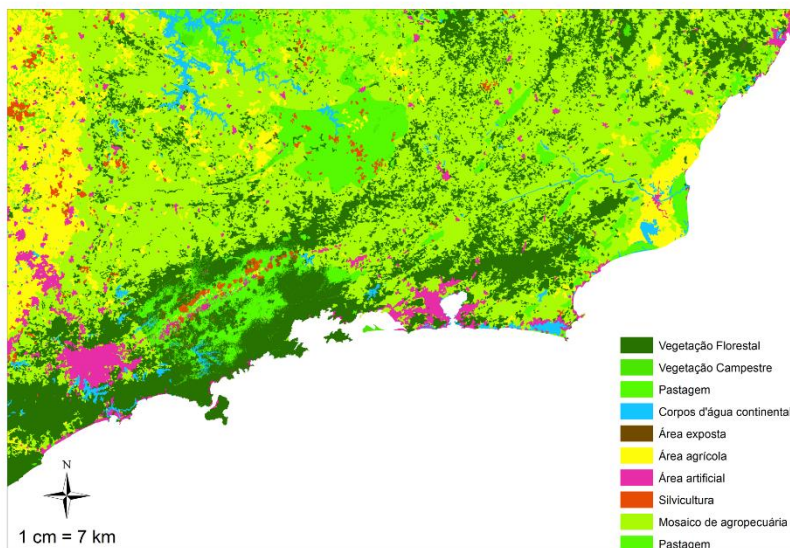 Vegetação Florestal
Vegetação Campestre
Pastagem
Corpos d'água continental
Área exposta
Área agrícola
Área artificial
Silvicultura
Mosaico de agropecuária
Pastagem
N
1 cm = 7 km